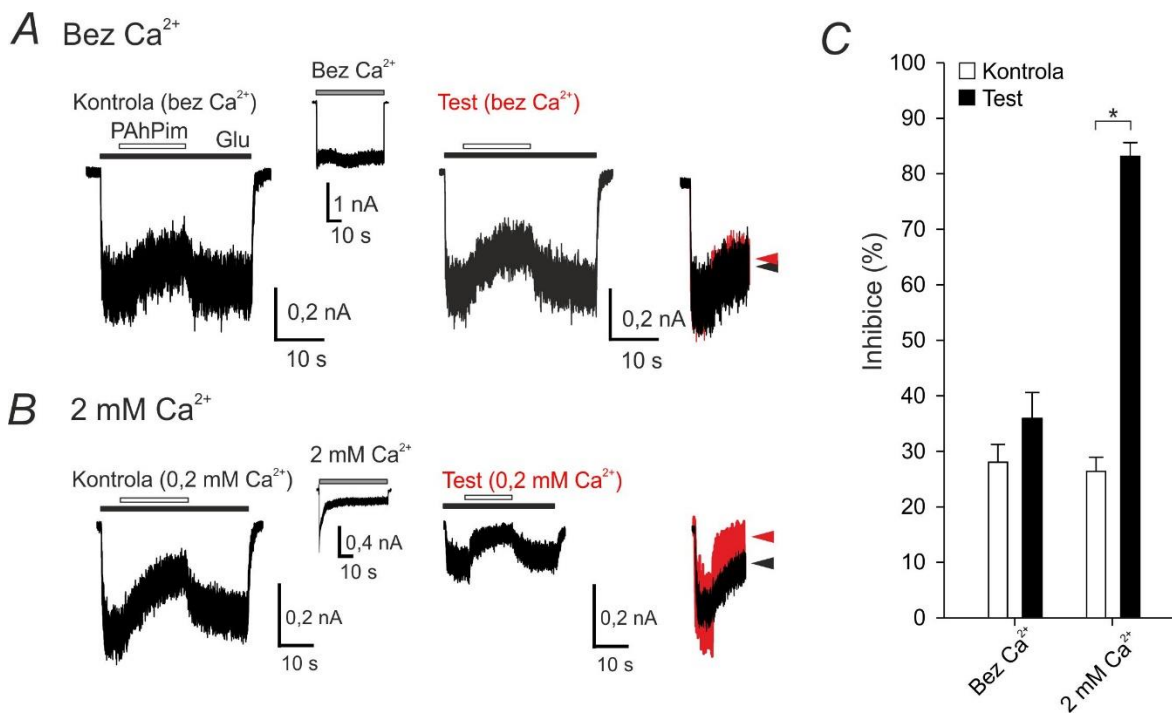 A Bez Ca²⁺
Kontrola (bez Ca²⁺)
PAhPim
Glu
0,2 nA
10 s
Bez Ca²⁺
1 nA
10 s
Test (bez Ca²⁺)
0,2 nA
10 s
B 2 mM Ca²⁺
Kontrola (0,2 mM Ca²⁺)
0,2 nA
10 s
2 mM Ca²⁺
0,4 nA
10 s
Test (0,2 mM Ca²⁺)
0,2 nA
10 s
C
Kontrola
Test
*
Inhibice (%)
100
90
80
70
60
50
40
30
20
10
0
Bez Ca²⁺
2 mM Ca²⁺